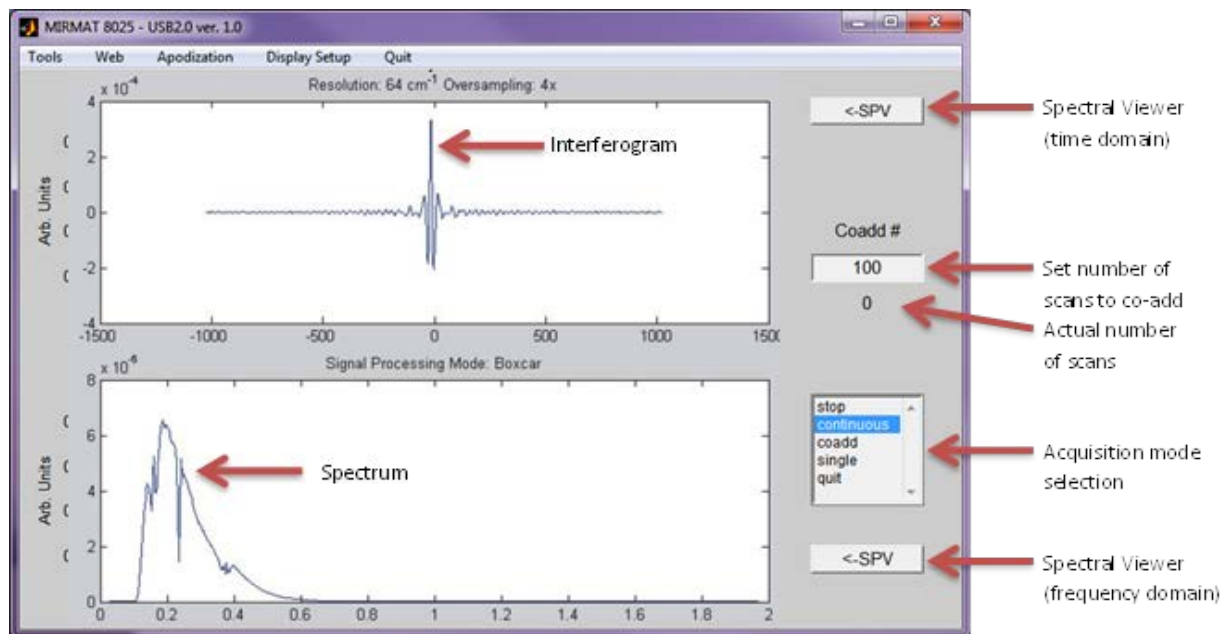 MIRMAT 8025 - USB2.0 ver. 1.0
Tools Web Apodization Display Setup Quit
x 10-4
Resolution: 64 cm-1 Oversampling: 4x
4
2
0
-2
-4
Arb. Units
-1500 -1000 -500 0 500 1000 1500
Interferogram
<-SPV
Spectral Viewer
(time domain)
Coadd #
100
0
Set number of
scans to co-add
Actual number
of scans
x 10-6
Signal Processing Mode: Boxcar
8
6
4
2
0
Arb. Units
0 0.2 0.4 0.6 0.8 1 1.2 1.4 1.6 1.8 2
Spectrum
stop
continuous
coadd
single
quit
Acquisition mode
selection
<-SPV
Spectral Viewer
(frequency domain)